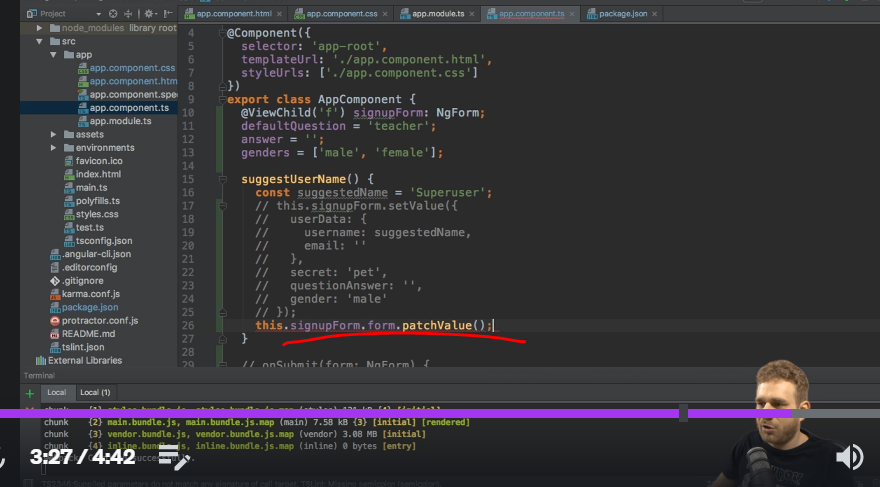 Project
app.component.html
app.component.css
app.module.ts
app.component.ts
package.json
node_modules library root
src
app
app.component.css
app.component.htm
app.component.spe
app.component.ts
app.module.ts
assets
environments
favicon.ico
index.html
main.ts
polyfills.ts
styles.css
test.ts
tsconfig.json
.angular-cli.json
.editorconfig
.gitignore
karma.conf.js
package.json
protractor.conf.js
README.md
tslint.json
External Libraries
4 @Component({
5 selector: 'app-root',
6 templateUrl: './app.component.html',
7 styleUrls: ['./app.component.css']
8 })
9 export class AppComponent {
10 @ViewChild('f') signupForm: NgForm;
11 defaultQuestion = 'teacher';
12 answer = '';
13 genders = ['male', 'female'];
14
15 suggestUserName() {
16 const suggestedName = 'Superuser';
17 // this.signupForm.setValue({
18 // userData: {
19 // username: suggestedName,
20 // email: ''
21 // },
22 // secret: 'pet',
23 // questionAnswer: '',
24 // gender: 'male'
25 // });
26 this.signupForm.form.patchValue();
27 }
28
29 // onSubmit(form: NgForm) {
Terminal
Local
Local (1)
chunk {2} main.bundle.js, main.bundle.js.map (main) 7.58 kB {3} [initial] [rendered]
chunk {3} vendor.bundle.js, vendor.bundle.js.map (vendor) 3.08 MB [initial]
chunk {4} inline.bundle.js, inline.bundle.js.map (inline) 0 bytes [entry]
3:27 / 4:42